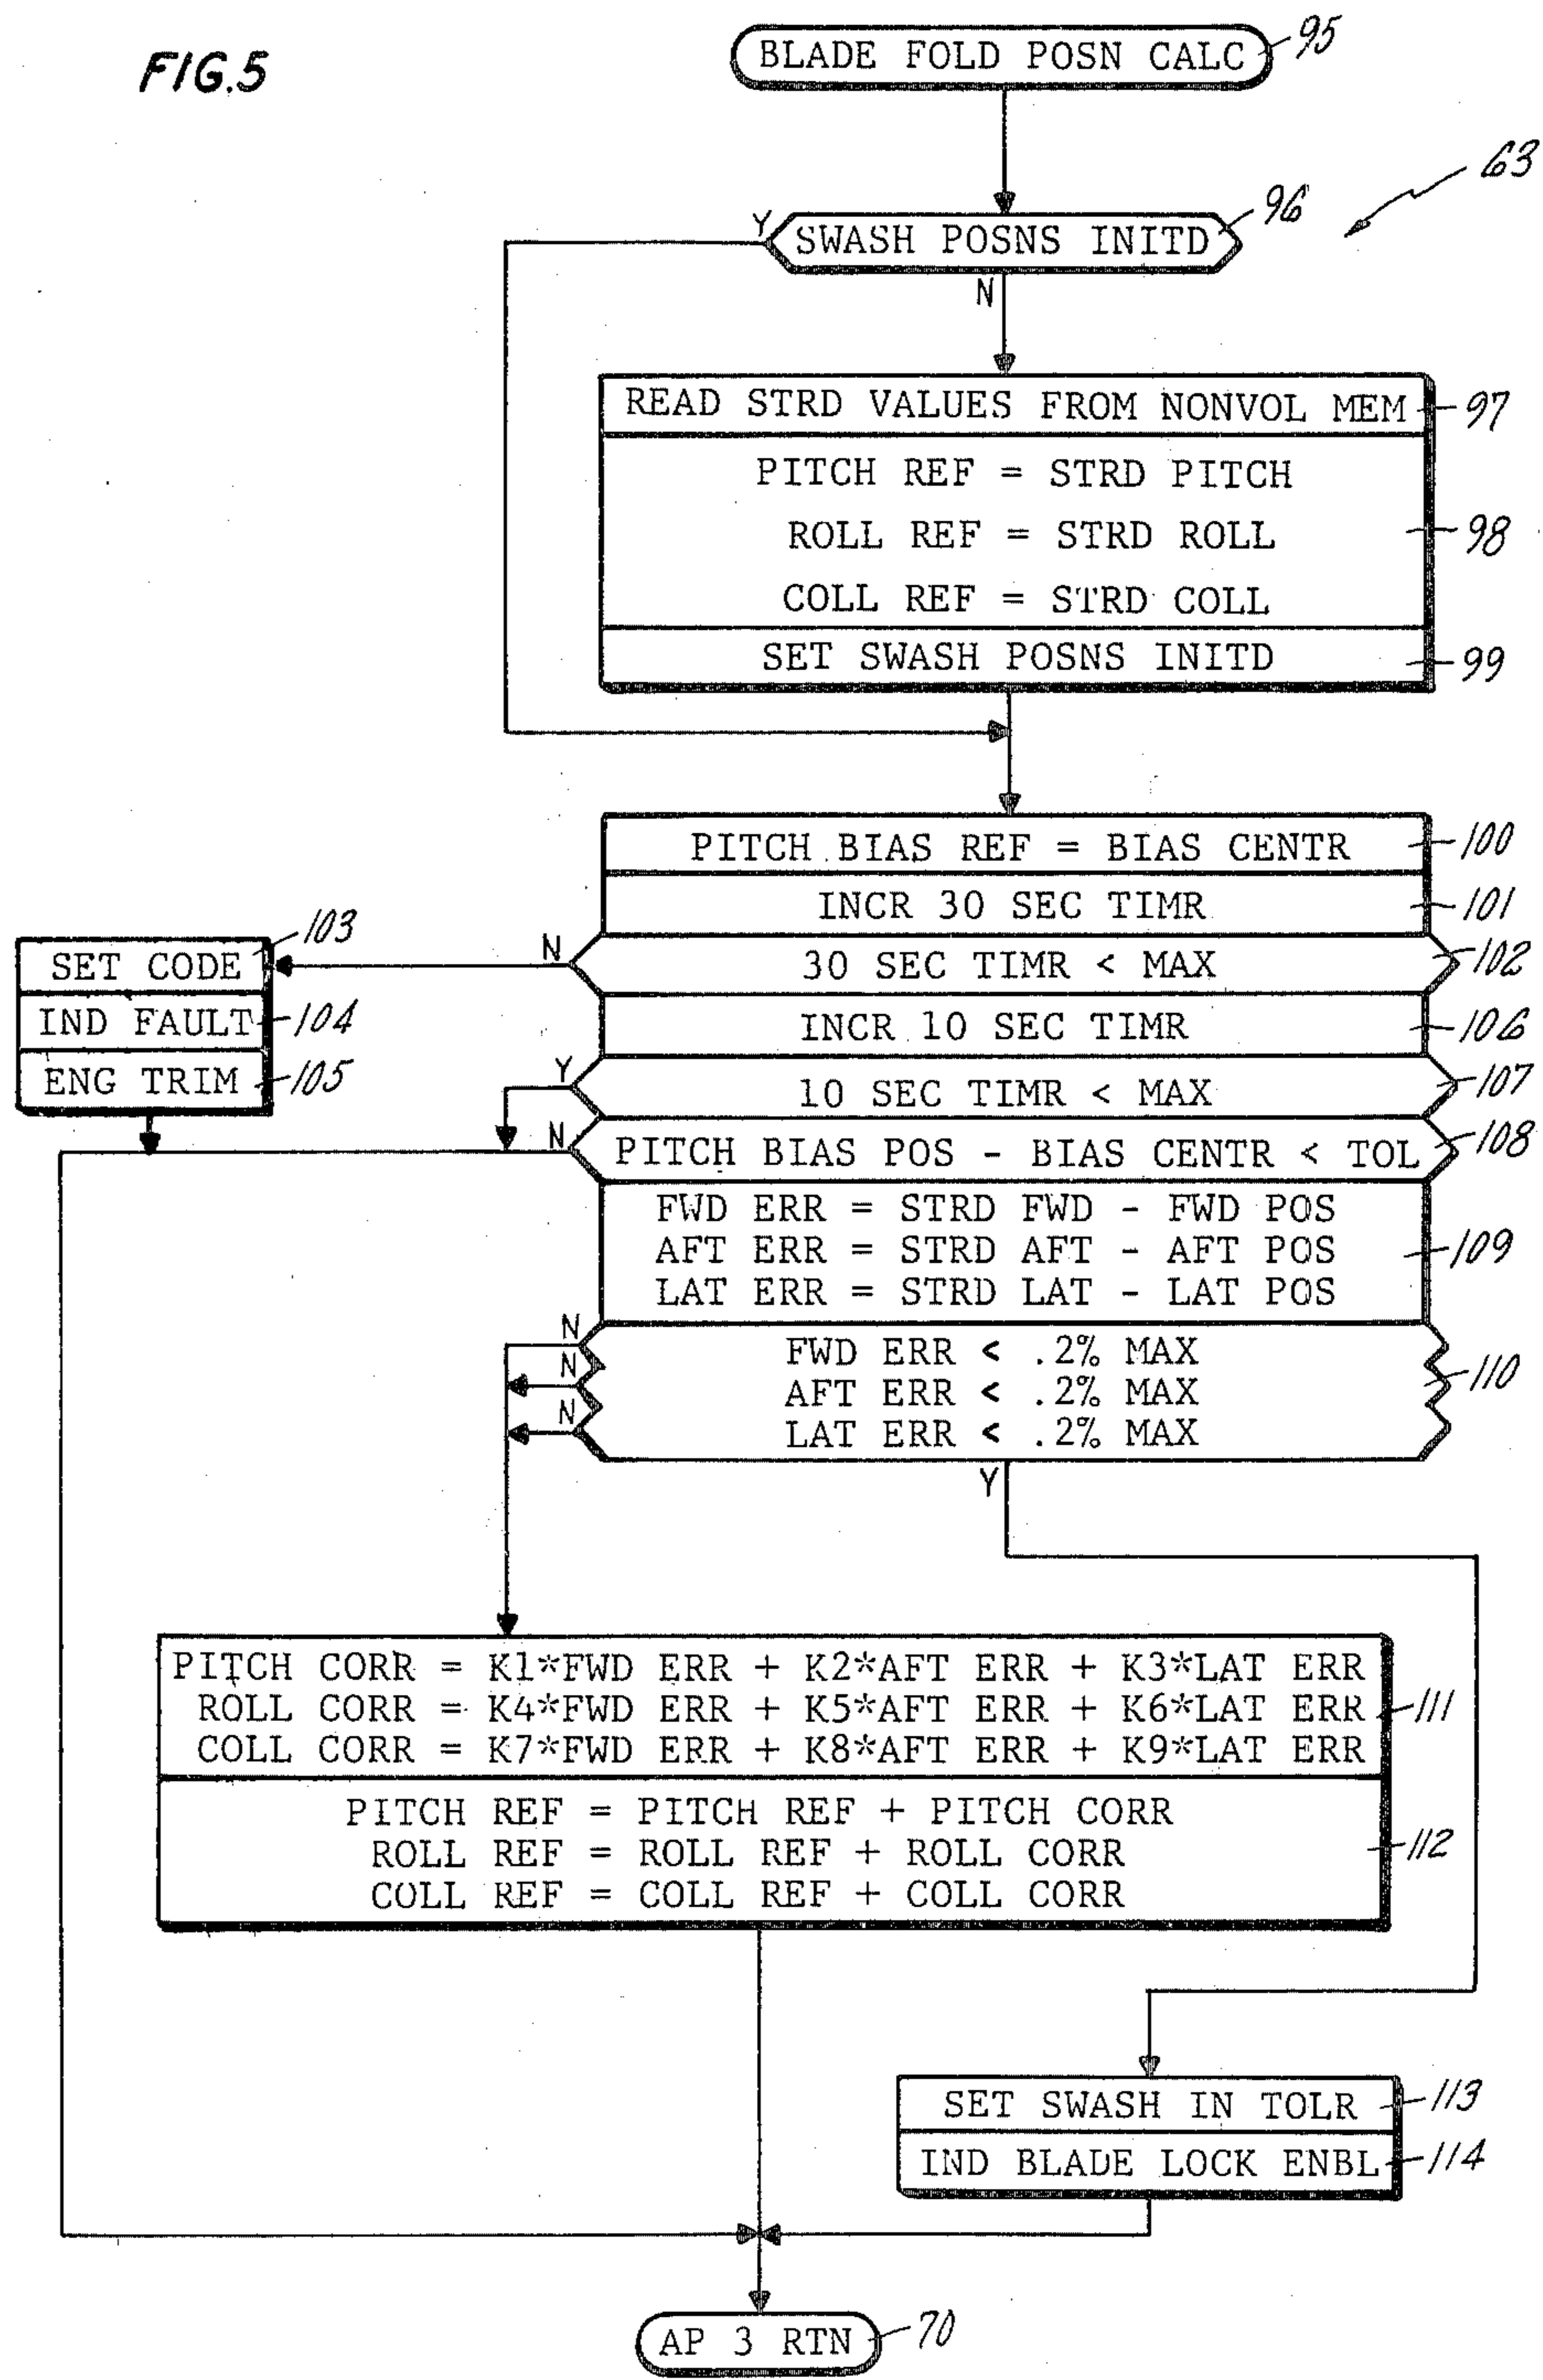 FIG.5
BLADE FOLD POSN CALC
95
63
96
Y
SWASH POSNS INITD
N
READ STRD VALUES FROM NONVOL MEM
97
PITCH REF = STRD PITCH
ROLL REF = STRD ROLL
98
COLL REF = STRD COLL
SET SWASH POSNS INITD
99
PITCH BIAS REF = BIAS CENTR
100
INCR 30 SEC TIMR
101
103
SET CODE
N
30 SEC TIMR < MAX
102
IND FAULT
104
INCR 10 SEC TIMR
106
ENG TRIM
105
Y
10 SEC TIMR < MAX
107
N
PITCH BIAS POS - BIAS CENTR < TOL
108
FWD ERR = STRD FWD - FWD POS
AFT ERR = STRD AFT - AFT POS
109
LAT ERR = STRD LAT - LAT POS
N
FWD ERR < .2% MAX
N
AFT ERR < .2% MAX
110
N
LAT ERR < .2% MAX
Y
PITCH CORR = K1*FWD ERR + K2*AFT ERR + K3*LAT ERR
ROLL CORR = K4*FWD ERR + K5*AFT ERR + K6*LAT ERR
111
COLL CORR = K7*FWD ERR + K8*AFT ERR + K9*LAT ERR
PITCH REF = PITCH REF + PITCH CORR
ROLL REF = ROLL REF + ROLL CORR
112
COLL REF = COLL REF + COLL CORR
SET SWASH IN TOLR
113
IND BLADE LOCK ENBL
114
AP 3 RTN
70